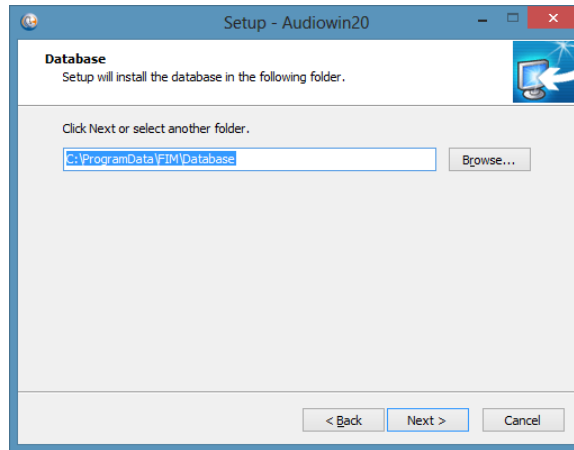 Setup - Audiowin20
Database
Setup will install the database in the following folder.
Click Next or select another folder.
C:\ProgramData\FIM\Database
Browse...
< Back
Next >
Cancel